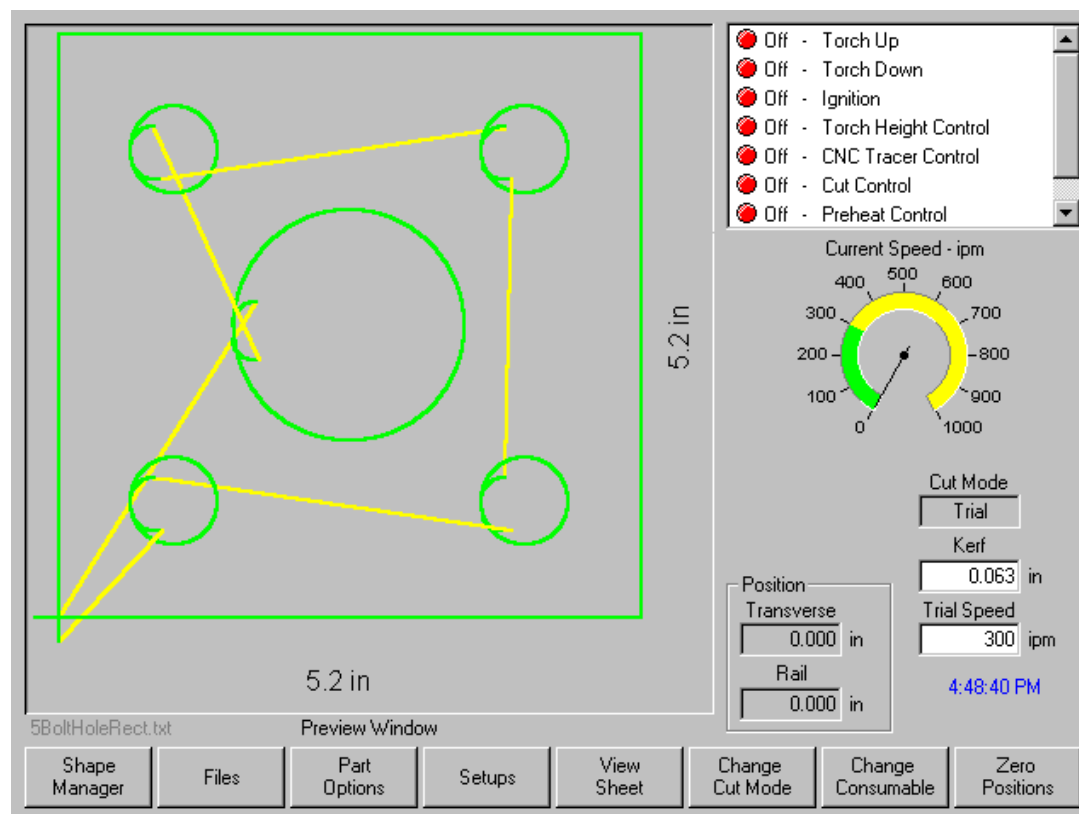 5.2 in
5.2 in
5BoltHoleRect.txt
Preview Window
Off - Torch Up
Off - Torch Down
Off - Ignition
Off - Torch Height Control
Off - CNC Tracer Control
Off - Cut Control
Off - Preheat Control
Current Speed - ipm
0
100
200
300
400
500
600
700
800
900
1000
Cut Mode
Trial
Kerf
0.063 in
Trial Speed
300 ipm
4:48:40 PM
Position
Transverse
0.000 in
Rail
0.000 in
Shape
Manager
Files
Part
Options
Setups
View
Sheet
Change
Cut Mode
Change
Consumable
Zero
Positions